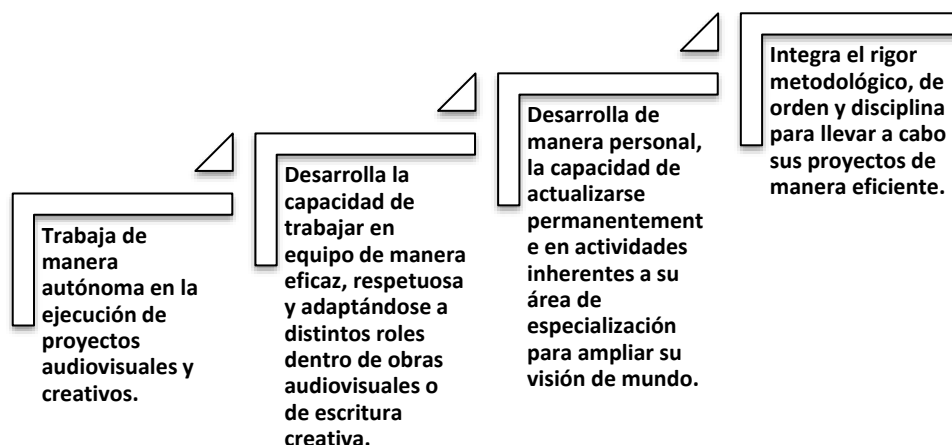 Trabaja de
manera
autónoma en la
ejecución de
proyectos
audiovisuales y
creativos.
Desarrolla la
capacidad de
trabajar en
equipo de manera
eficaz, respetuosa
y adaptándose a
distintos roles
dentro de obras
audiovisuales o
de escritura
creativa.
Desarrolla de
manera personal,
la capacidad de
actualizarse
permanentement
e en actividades
inherentes a su
área de
especialización
para ampliar su
visión de mundo.
Integra el rigor
metodológico, de
orden y disciplina
para llevar a cabo
sus proyectos de
manera eficiente.